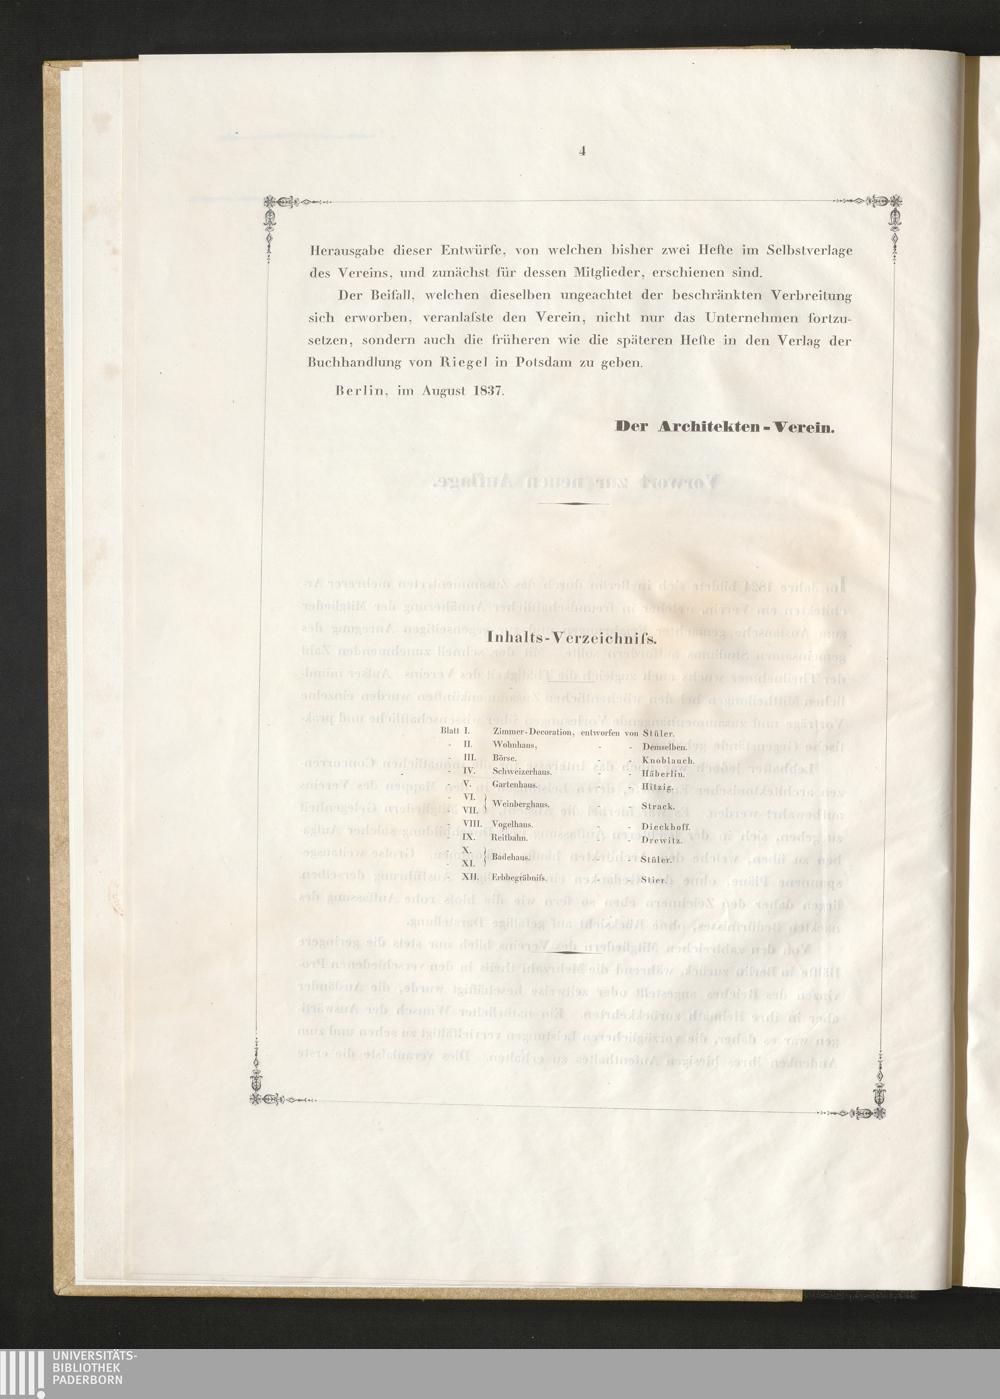 4
Herausgabe dieser Entwürfe, von welchen bisher zwei Hefte im Selbstverlage
des Vereins, und zunächst für dessen Mitglieder, erschienen sind.
Der Beifall, welchen dieselben ungeachtet der beschränkten Verbreitung
sich erworben, veranlaſste den Verein, nicht nur das Unternehmen fortzu-
setzen, sondern auch die früheren wie die späteren Hefte in den Verlag der
Buchhandlung von Riegel in Potsdam zu geben.
Berlin, im August 1837.
Der Architekten-Verein.
Inhalts-Verzeichniſs.
Blatt I. Zimmer-Decoration, entworfen von Stüler.
- II. Wohnhaus, - - Demselben.
- III. Börse. - - Knoblauch.
- IV. Schweizerhaus. - - Häberlin.
- V. Gartenhaus. - - Hitzig.
- VI.
- VII. } Weinberghaus. - - Strack.
- VIII. Vogelhaus. - - Dieckhoff.
- IX. Reitbahn. - - Drewitz.
- X.
- XI. } Badehaus. - - Stüler.
- XII. Erbbegräbniſs. - - Stier.
UNIVERSITÄTS-
BIBLIOTHEK
PADERBORN